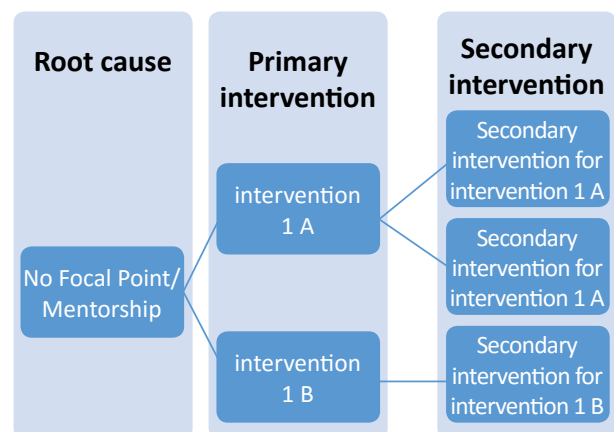 Root cause
Primary
intervention
Secondary
intervention
No Focal Point/
Mentorship
intervention
1 A
intervention
1 B
Secondary
intervention for
intervention 1 A
Secondary
intervention for
intervention 1 A
Secondary
intervention for
intervention 1 B